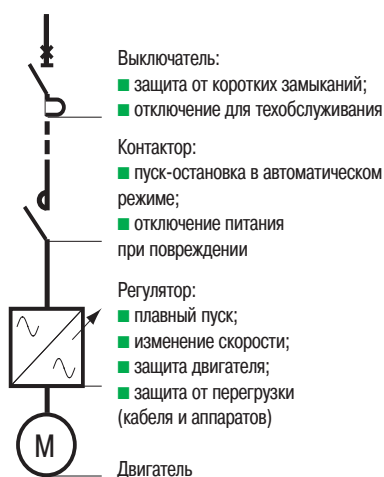 Выключатель:
■ защита от коротких замыканий;
■ отключение для техобслуживания
Контактор:
■ пуск-остановка в автоматическом
режиме;
■ отключение питания
при повреждении
Регулятор:
■ плавный пуск;
■ изменение скорости;
■ защита двигателя;
■ защита от перегрузки
(кабеля и аппаратов)
M
Двигатель